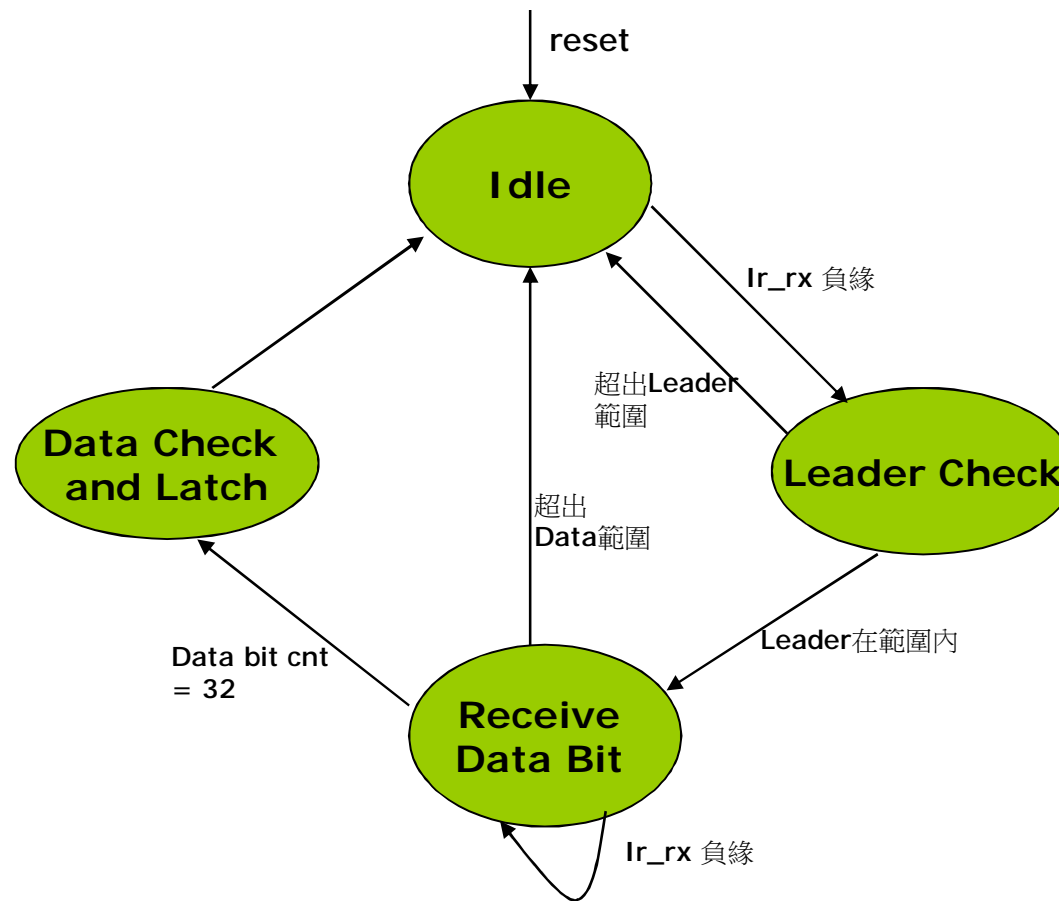 reset
Idle
Ir_rx 負緣
超出Leader
範圍
Data Check
and Latch
Leader Check
超出
Data範圍
Leader在範圍內
Data bit cnt
= 32
Receive
Data Bit
Ir_rx 負緣